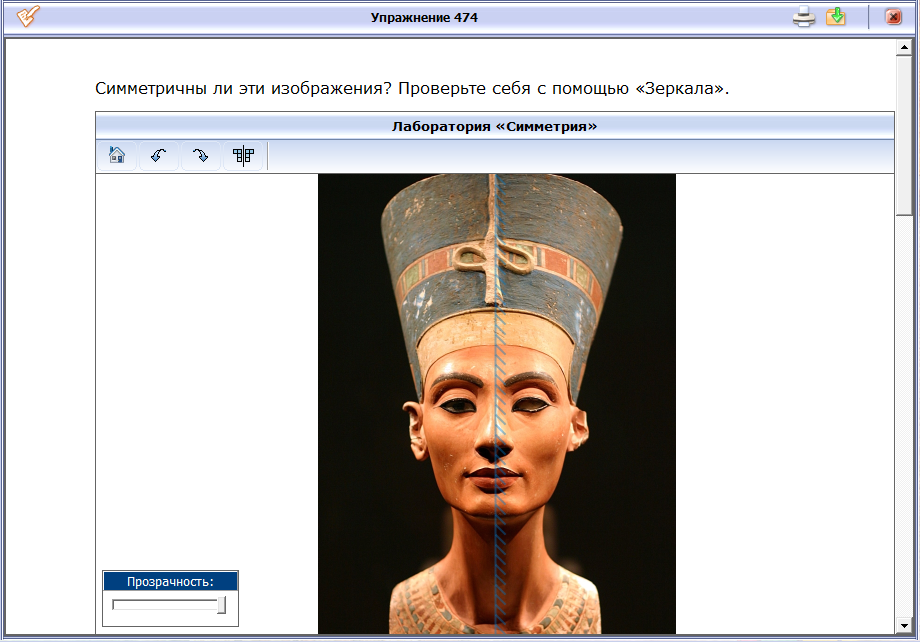 Упражнение 474
Симметричны ли эти изображения? Проверьте себя с помощью «Зеркала».
Лаборатория «Симметрия»
Прозрачность: